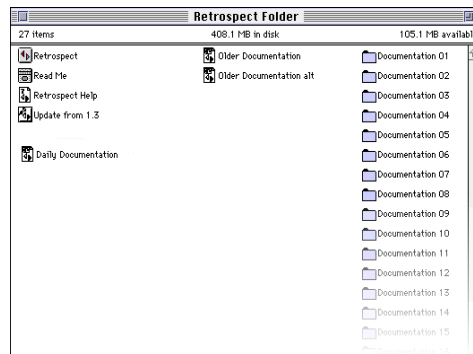 Retrospect Folder
27 items 408.1 MB in disk 105.1 MB availabl
Retrospect
Read Me
Retrospect Help
Update from 1.3
Daily Documentation
Older Documentation
Older Documentation alt
Documentation 01
Documentation 02
Documentation 03
Documentation 04
Documentation 05
Documentation 06
Documentation 07
Documentation 08
Documentation 09
Documentation 10
Documentation 11
Documentation 12
Documentation 13
Documentation 14
Documentation 15